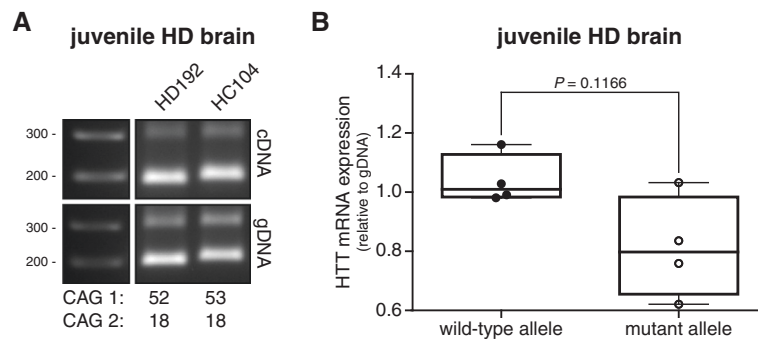 A
juvenile HD brain
HD192
HC104
300 -
200 -
cDNA
300 -
200 -
gDNA
CAG 1: 52 53
CAG 2: 18 18
B
juvenile HD brain
P = 0.1166
HTT mRNA expression
(relative to gDNA)
1.4
1.2
1.0
0.8
0.6
wild-type allele
mutant allele